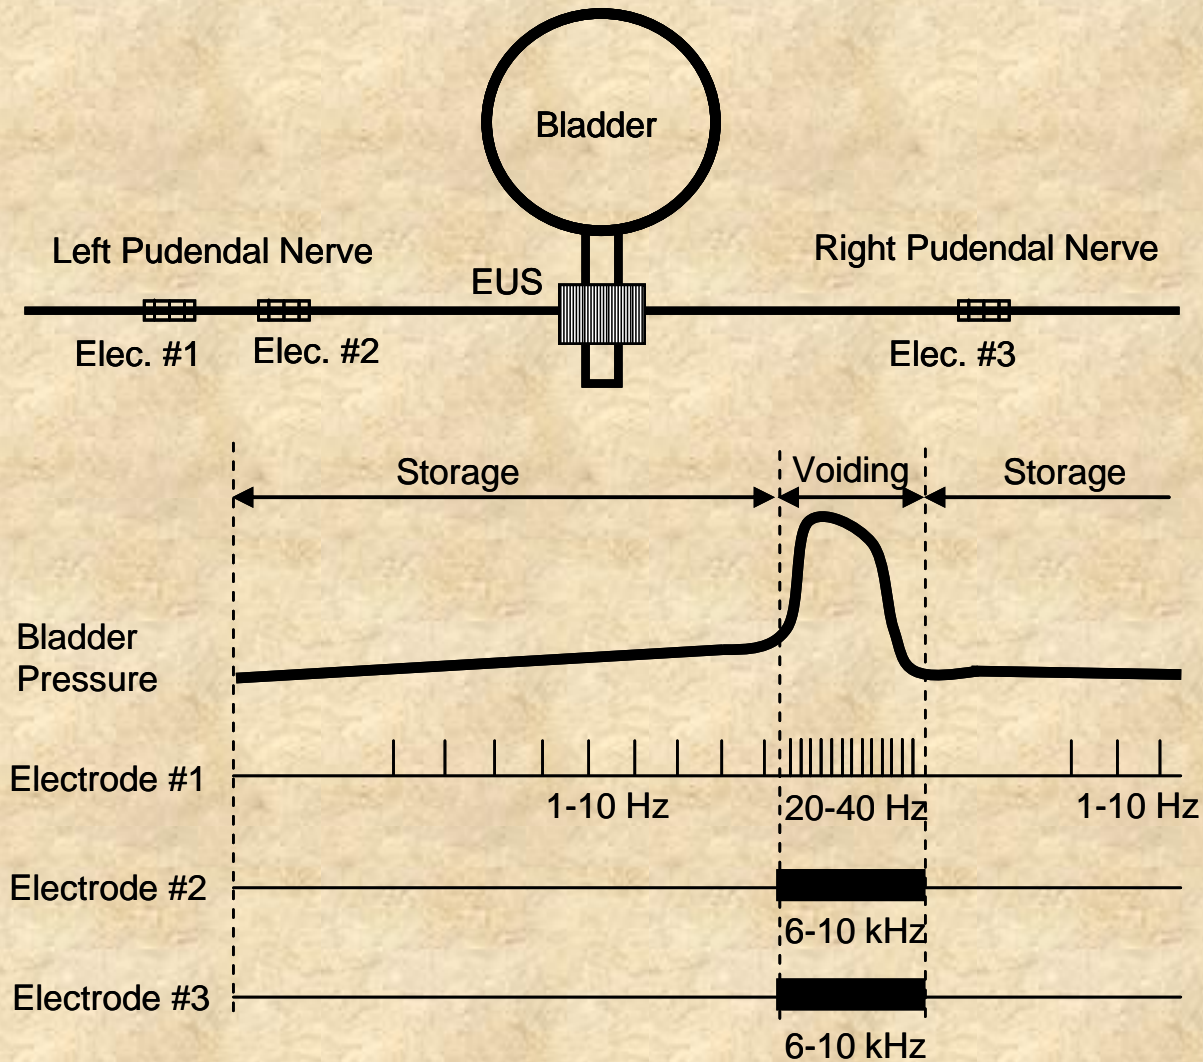 Bladder
Left Pudendal Nerve
Right Pudendal Nerve
EUS
Elec. #1
Elec. #2
Elec. #3
Storage
Voiding
Storage
Bladder
Pressure
Electrode #1
1-10 Hz
20-40 Hz
1-10 Hz
Electrode #2
6-10 kHz
Electrode #3
6-10 kHz